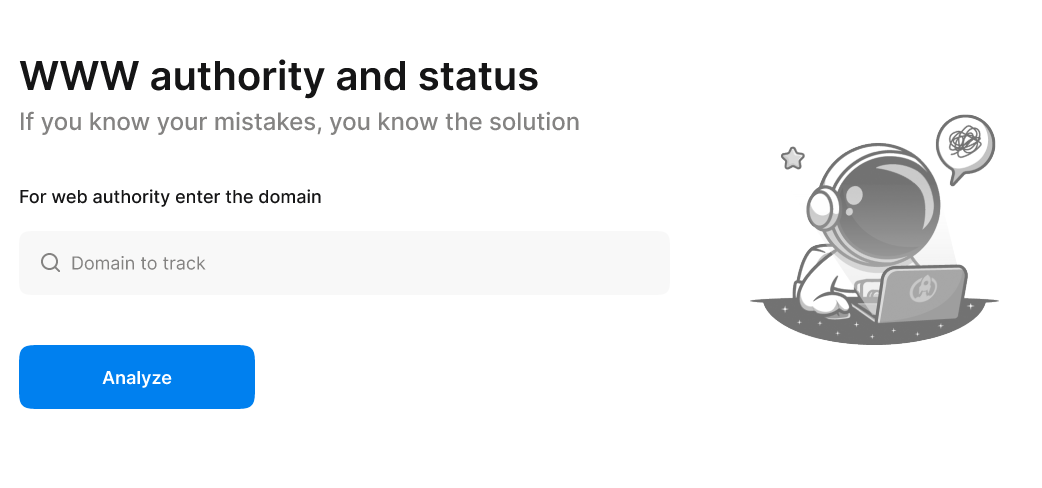 WWW authority and status
If you know your mistakes, you know the solution
For web authority enter the domain
Domain to track
Analyze